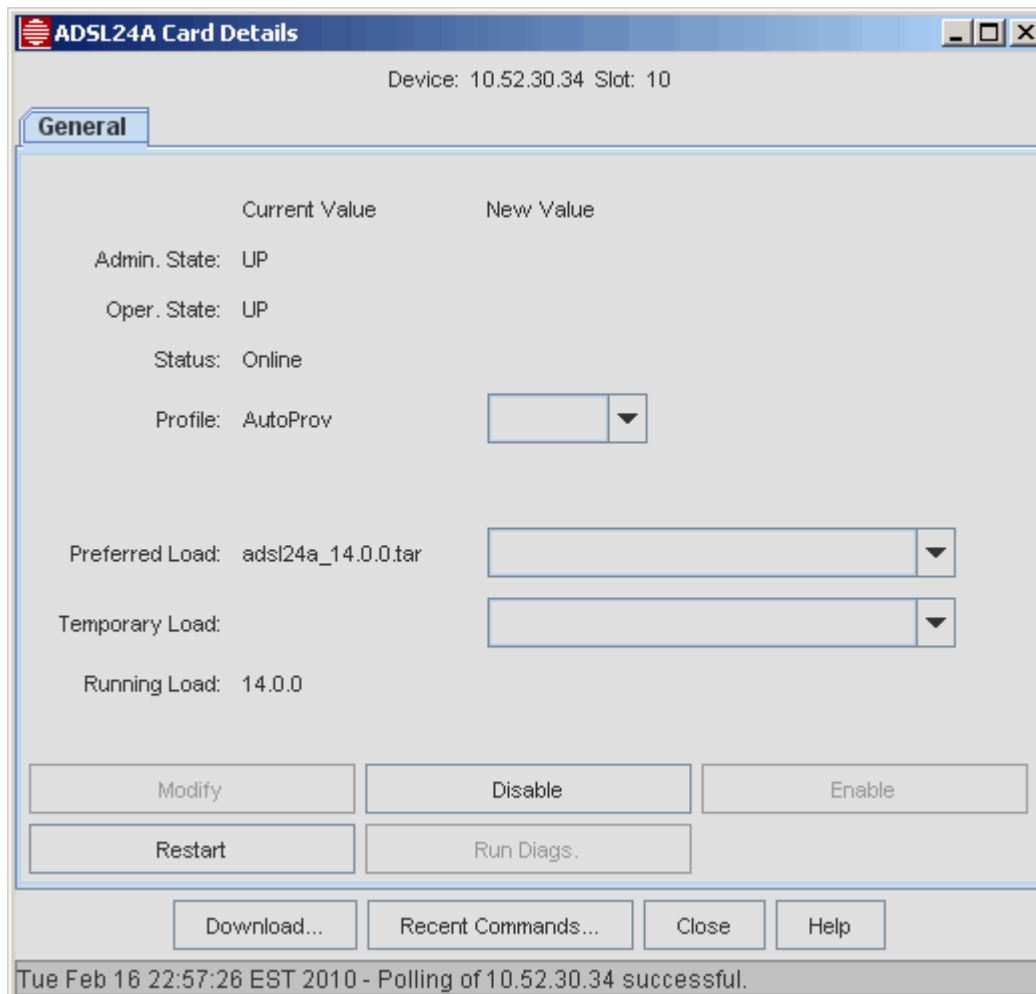 ADSL24A Card Details
Device: 10.52.30.34 Slot: 10
General
Current Value New Value
Admin. State: UP
Oper. State: UP
Status: Online
Profile: AutoProv
Preferred Load: adsl24a_14.0.0.tar
Temporary Load:
Running Load: 14.0.0
Modify Disable Enable
Restart Run Diags.
Download... Recent Commands... Close Help
Tue Feb 16 22:57:26 EST 2010 - Polling of 10.52.30.34 successful.